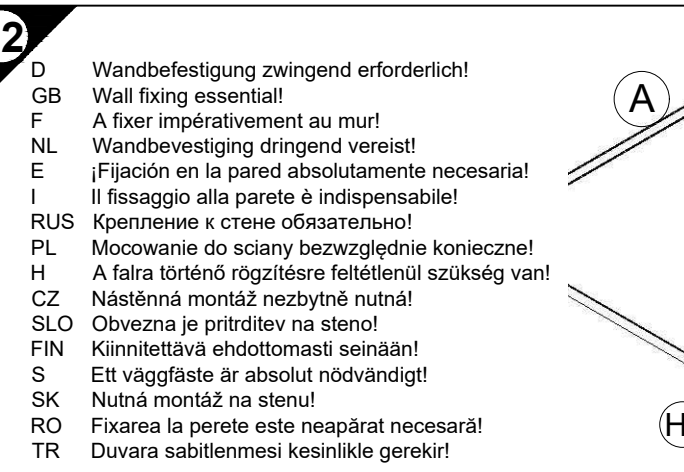 2
D Wandbefestigung zwingend erforderlich!
GB Wall fixing essential!
F A fixer impérativement au mur!
NL Wandbevestiging dringend vereist!
E ¡Fijación en la pared absolutamente necesaria!
I Il fissaggio alla parete è indispensabile!
RUS Крепление к стене обязательно!
PL Mocowanie do sciany bezwzględnie konieczne!
H A falra történő rögzítésre feltétlenül szükség van!
CZ Nástěnná montáž nezbytně nutná!
SLO Obvezna je pritrditev na steno!
FIN Kiinnitettävä ehdottomasti seinään!
S Ett väggfäste är absolut nödvändigt!
SK Nutná montáž na stenu!
RO Fixarea la perete este neapărat necesară!
TR Duvara sabitlenmesi kesinlikle gerekir!
A
H